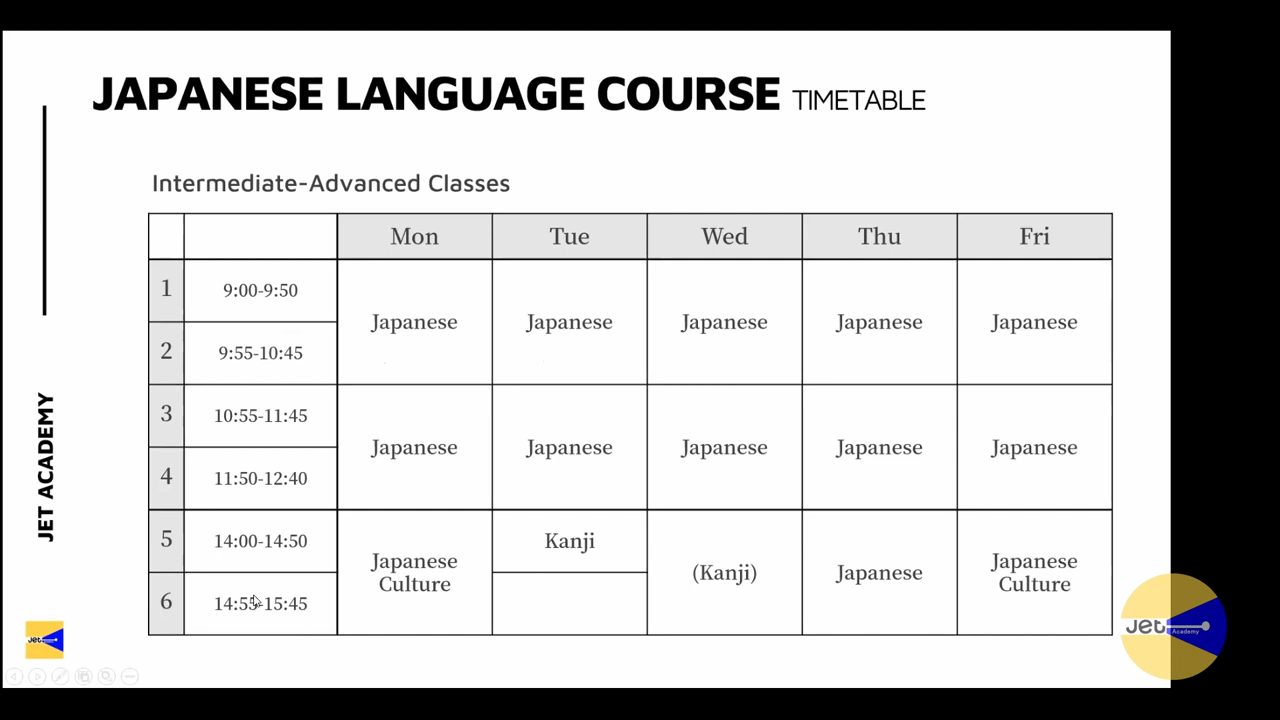 JAPANESE LANGUAGE COURSE TIMETABLE
Intermediate-Advanced Classes
Mon Tue Wed Thu Fri
1 9:00-9:50
Japanese Japanese Japanese Japanese Japanese
2 9:55-10:45
3 10:55-11:45
Japanese Japanese Japanese Japanese Japanese
4 11:50-12:40
5 14:00-14:50 Kanji
Japanese Culture (Kanji) Japanese Japanese Culture
6 14:55-15:45
JET ACADEMY
Jet
Jet Academy